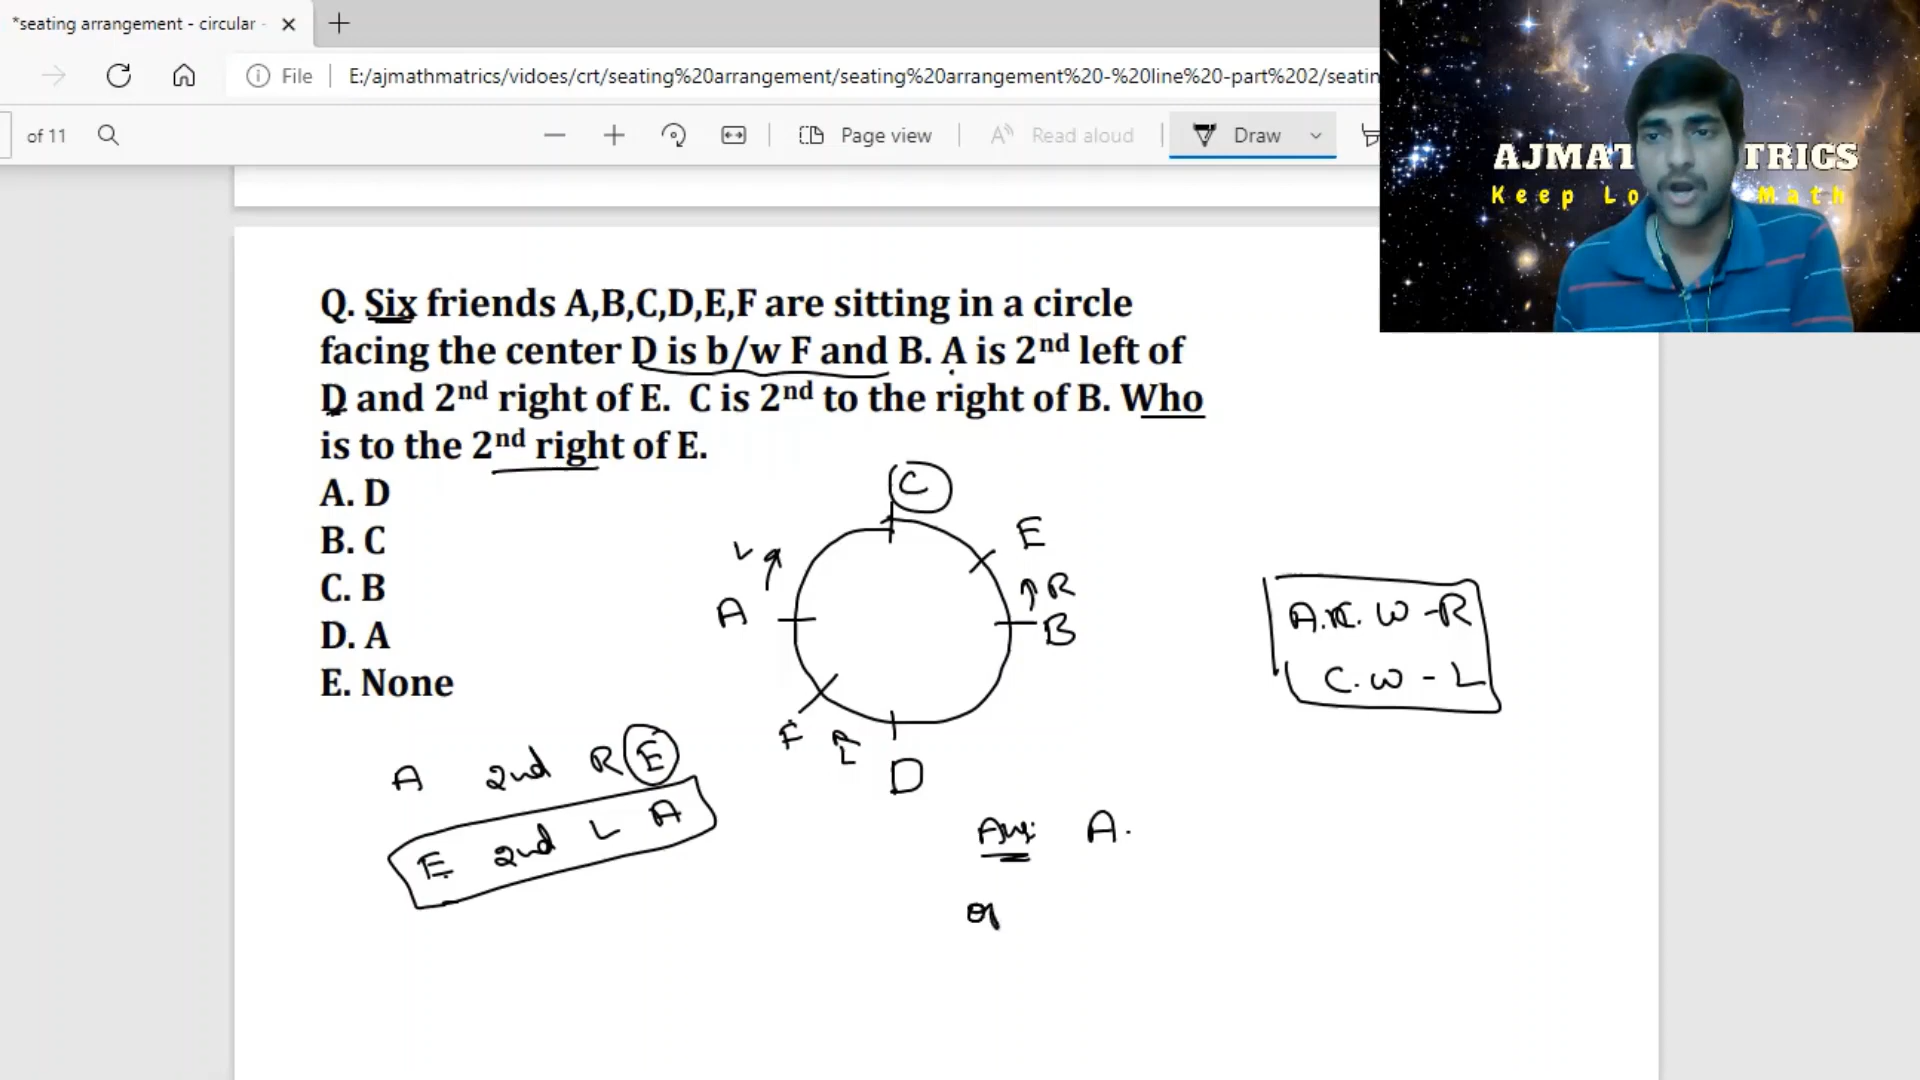 *seating arrangement - circular -
File
E:/ajmathmatrics/vidoes/crt/seating%20arrangement/seating%20arrangement%20-%20line%20-part%202/seatin
of 11
Page view
Read aloud
Draw
AJMAT TRICS
Keep Lo Math
Q. Six friends A,B,C,D,E,F are sitting in a circle
facing the center D is b/w F and B. A is 2nd left of
D and 2nd right of E. C is 2nd to the right of B. Who
is to the 2nd right of E.
A. D
B. C
C. B
D. A
E. None
C
E
L
R
A
B
F
L
D
A.C.W-R
C.W-L
A 2nd R E
E 2nd L A
Ans: A.